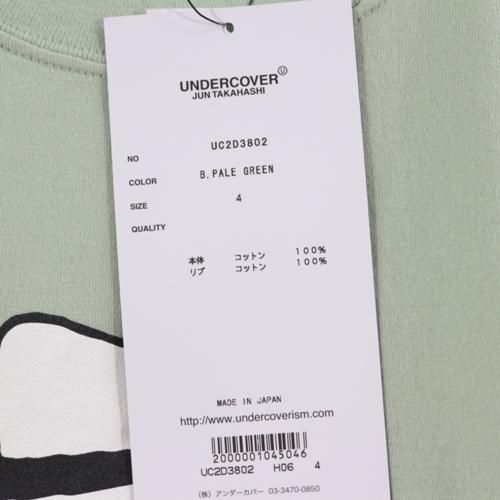 UNDERCOVER Ⓤ
JUN TAKAHASHI
NO UC2D3802
COLOR B.PALE GREEN
SIZE 4
QUALITY
本体 コットン 100%
リブ コットン 100%
MADE IN JAPAN
http://www.undercoverism.com
2000001045046
UC2D3802 H06 4
(株) アンダーカバー 03-3470-0850